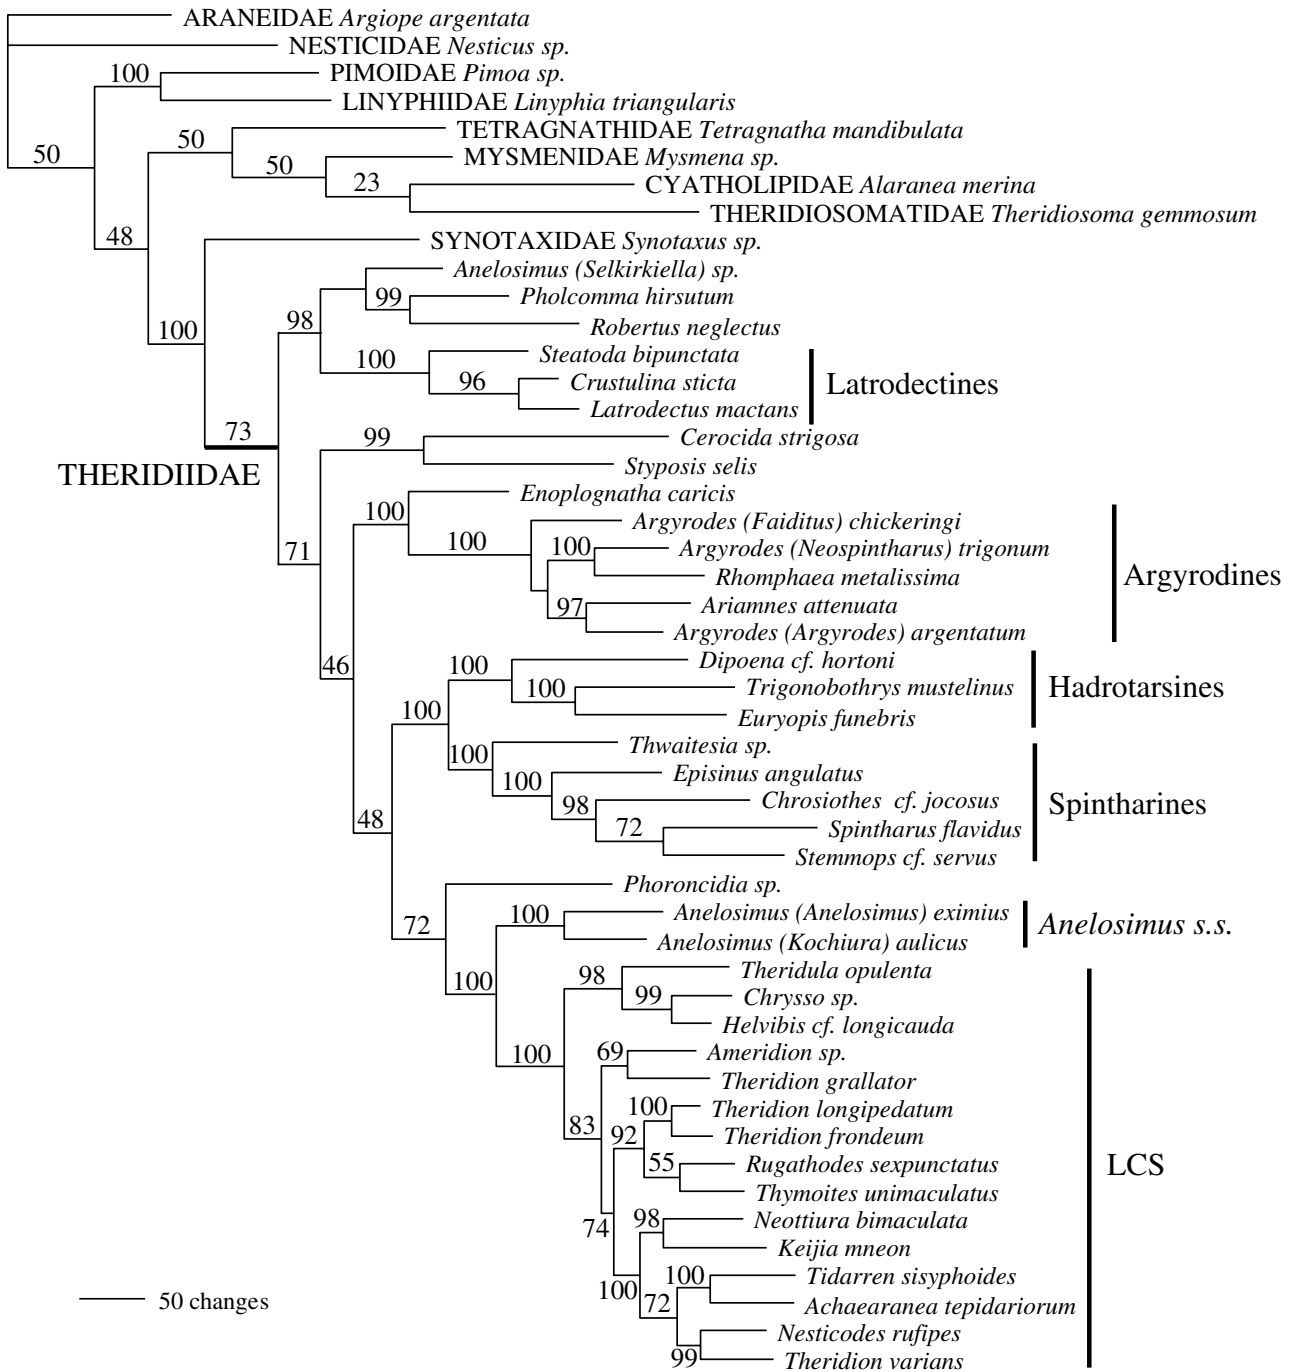 ARANEIDAE Argiope argentata
NESTICIDAE Nesticus sp.
100
PIMOIDAE Pimoa sp.
LINYPHIIDAE Linyphia triangularis
50
50
TETRAGNATHIDAE Tetragnatha mandibulata
50
MYSMENIDAE Mysmena sp.
23
CYATHOLIPIDAE Alaranea merina
THERIDIOSOMATIDAE Theridiosoma gemmosum
48
SYNOTAXIDAE Synotaxus sp.
100
98
Anelosimus (Selkirkiella) sp.
99
Pholcomma hirsutum
Robertus neglectus
100
Steatoda bipunctata
96
Crustulina sticta
Latrodectus mactans
Latrodectines
73
THERIDIIDAE
99
Cerocida strigosa
Styposis selis
71
100
Enoplognatha caricis
100
Argyrodes (Faiditus) chickeringi
100
Argyrodes (Neospintharus) trigonum
Rhomphaea metalissima
97
Ariamnes attenuata
Argyrodes (Argyrodes) argentatum
Argyrodines
46
100
100
Dipoena cf. hortoni
100
Trigonobothrys mustelinus
Euryopis funebris
Hadrotarsines
100
Thwaitesia sp.
100
Episinus angulatus
98
Chrosiothes cf. jocosus
72
Spintharus flavidus
Stemmops cf. servus
Spintharines
48
72
Phoroncidia sp.
100
100
Anelosimus (Anelosimus) eximius
Anelosimus (Kochiura) aulicus
Anelosimus s.s.
100
98
Theridula opulenta
99
Chrysso sp.
Helvibis cf. longicauda
83
69
Ameridion sp.
Theridion grallator
74
92
100
Theridion longipedatum
Theridion frondeum
55
Rugathodes sexpunctatus
Thymoites unimaculatus
LCS
100
98
Neottiura bimaculata
Keijia mneon
72
100
Tidarren sisyphoides
Achaearanea tepidariorum
99
Nesticodes rufipes
Theridion varians
50 changes